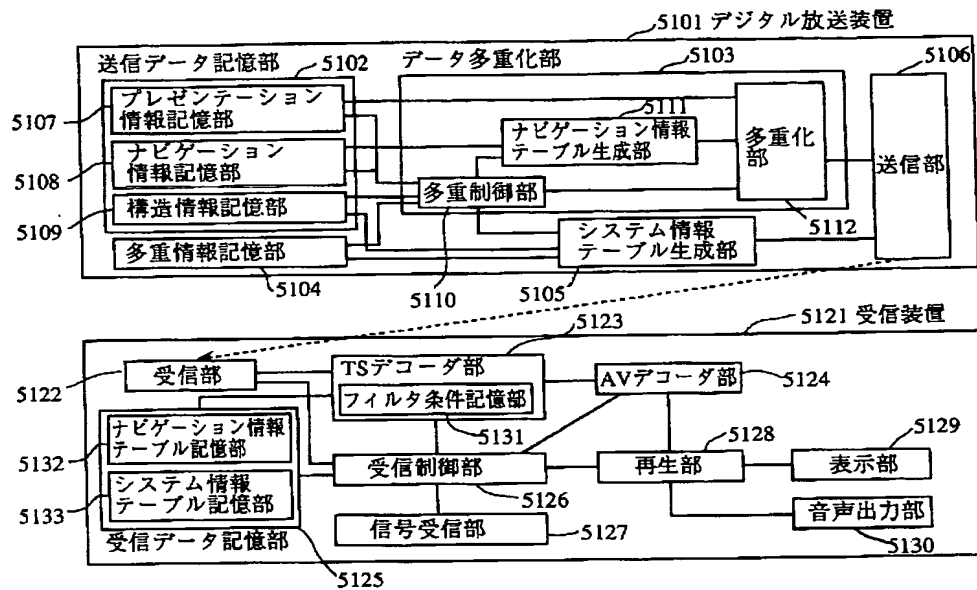 5101 デジタル放送装置
送信データ記憶部
5102
データ多重化部
5103
5106
5107
プレゼンテーション
情報記憶部
5111
ナビゲーション情報
テーブル生成部
多重化
部
送信部
5108
ナビゲーション
情報記憶部
多重制御部
5109
構造情報記憶部
システム情報
テーブル生成部
5112
多重情報記憶部
5104
5110
5105
5121 受信装置
5123
5122
受信部
TSデコーダ部
フィルタ条件記憶部
AVデコーダ部
5124
5131
5132
ナビゲーション情報
テーブル記憶部
5128
5129
受信制御部
再生部
表示部
5126
5133
システム情報
テーブル記憶部
信号受信部
5127
音声出力部
5130
受信データ記憶部
5125